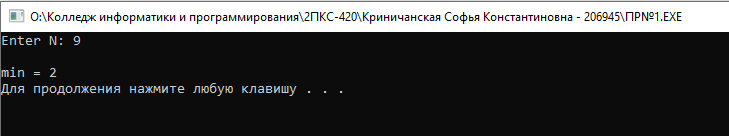 O:\Колледж информатики и программирования\2ПКС-420\Криничанская Софья Константиновна - 206945\ПР№1.EXE
Enter N: 9
min = 2
Для продолжения нажмите любую клавишу . . .